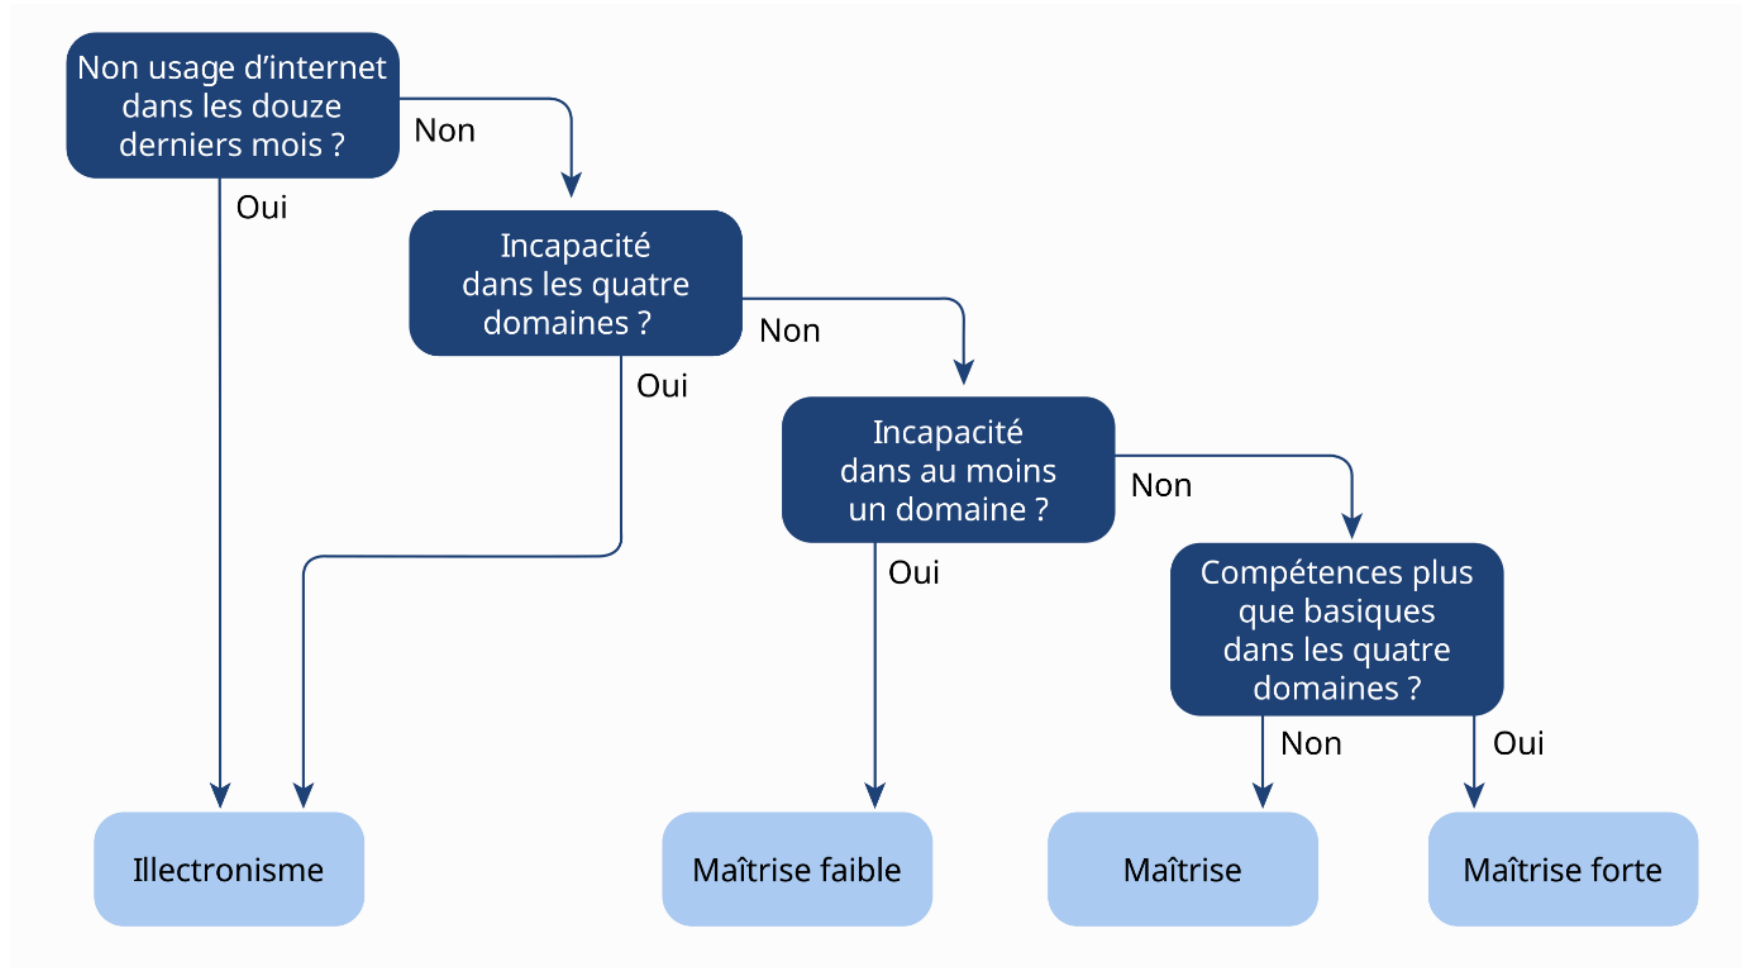 Non usage d’internet
dans les douze
derniers mois ?
Non
Oui
Incapacité
dans les quatre
domaines ?
Non
Oui
Incapacité
dans au moins
un domaine ?
Non
Oui
Compétences plus
que basiques
dans les quatre
domaines ?
Non
Oui
Illectronisme
Maîtrise faible
Maîtrise
Maîtrise forte